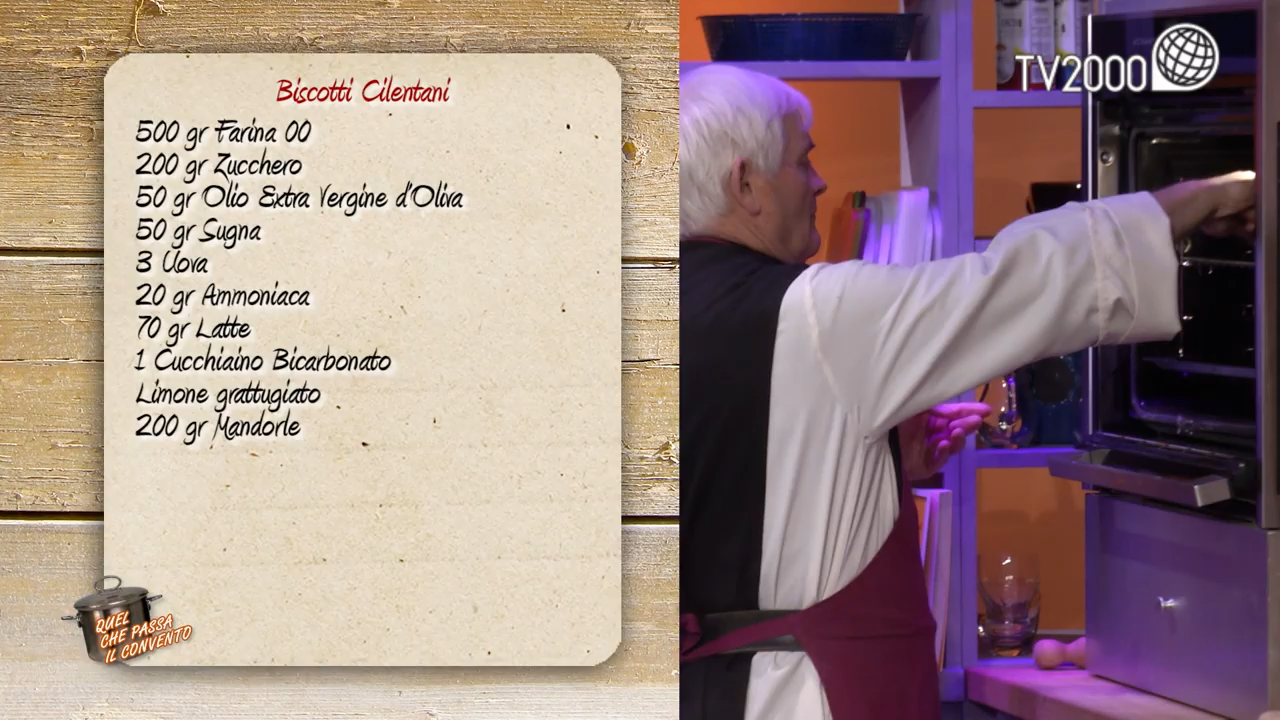 Biscotti Cilentani
500 gr Farina 00
200 gr Zucchero
50 gr Olio Extra Vergine d'Oliva
50 gr Sugna
3 Uova
20 gr Ammoniaca
70 gr Latte
1 Cucchiaino Bicarbonato
Limone grattugiato
200 gr Mandorle
QUEL
CHE PASSA
IL CONVENTO
TV2000